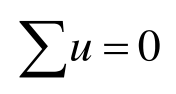 ∑u = 0